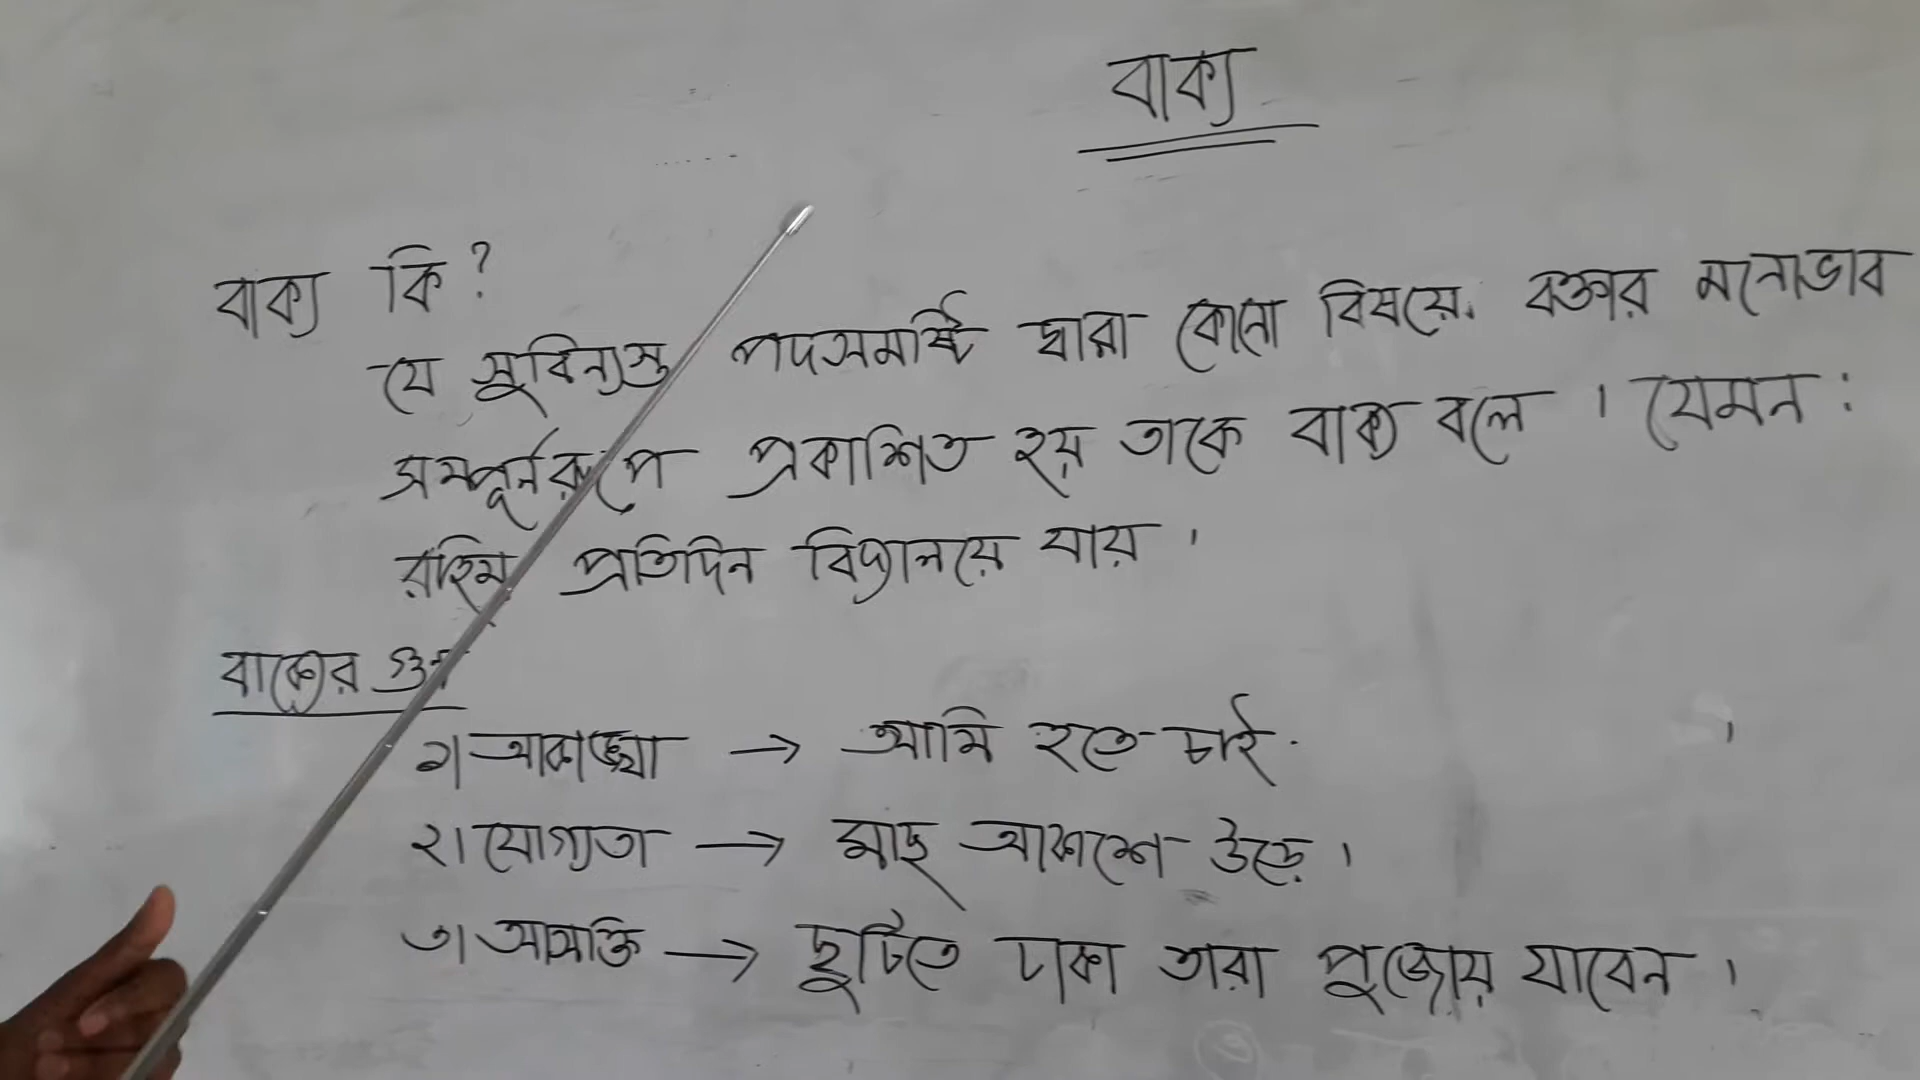 বাক্য
বাক্য কি?
যে সুবিন্যস্ত পদসমষ্টি দ্বারা কোনো বিষয়ে বক্তার মনোভাব
সম্পূর্নরূপে প্রকাশিত হয় তাকে বাক্য বলে । যেমন :
রহিম প্রতিদিন বিদ্যালয়ে যায় ।
বাক্যের গুন
১। আকাঙ্খা → আমি হতে চাই ।
২। যোগ্যতা → মাছ আকাশে উড়ে ।
৩। আসক্তি → ছুটিতে ঢাকা তারা পুজোয় যাবেন ।